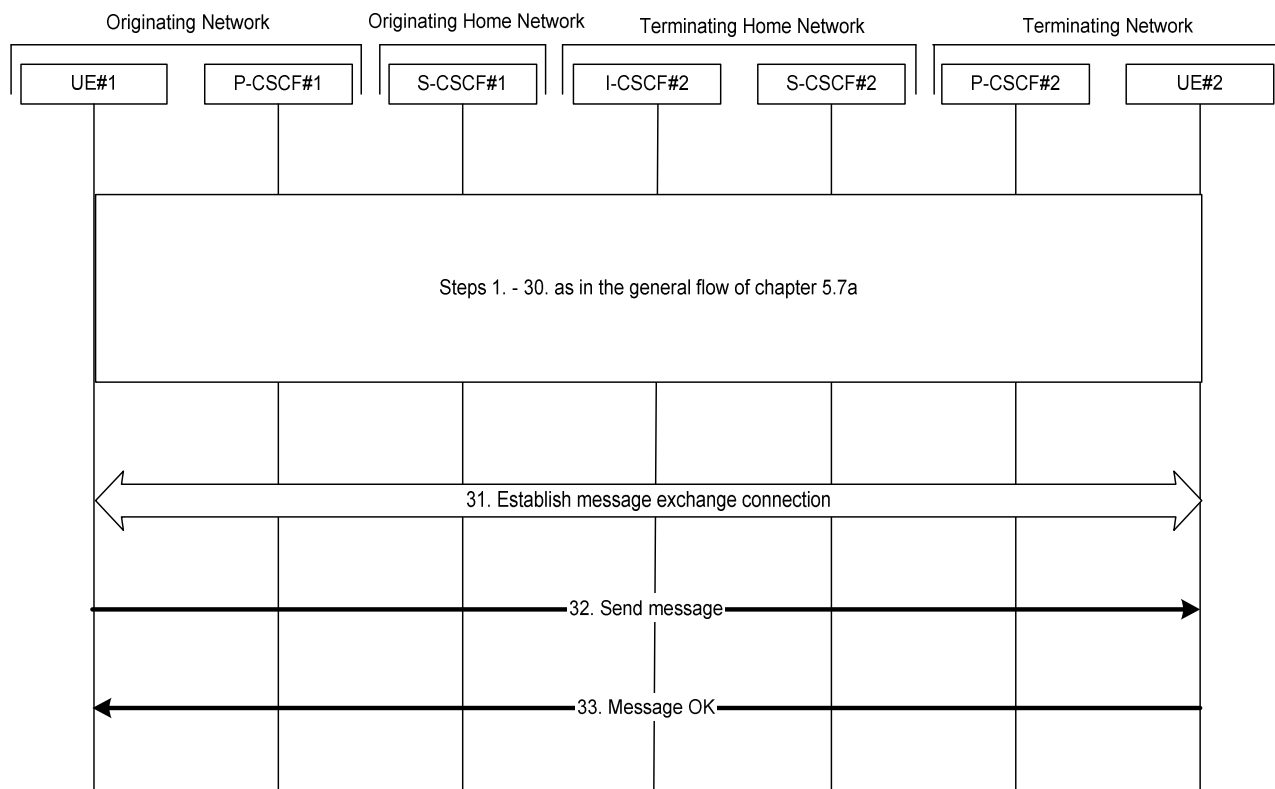 Originating Network
Originating Home Network
Terminating Home Network
Terminating Network
UE#1
P-CSCF#1
S-CSCF#1
I-CSCF#2
S-CSCF#2
P-CSCF#2
UE#2
Steps 1. - 30. as in the general flow of chapter 5.7a
31. Establish message exchange connection
32. Send message
33. Message OK